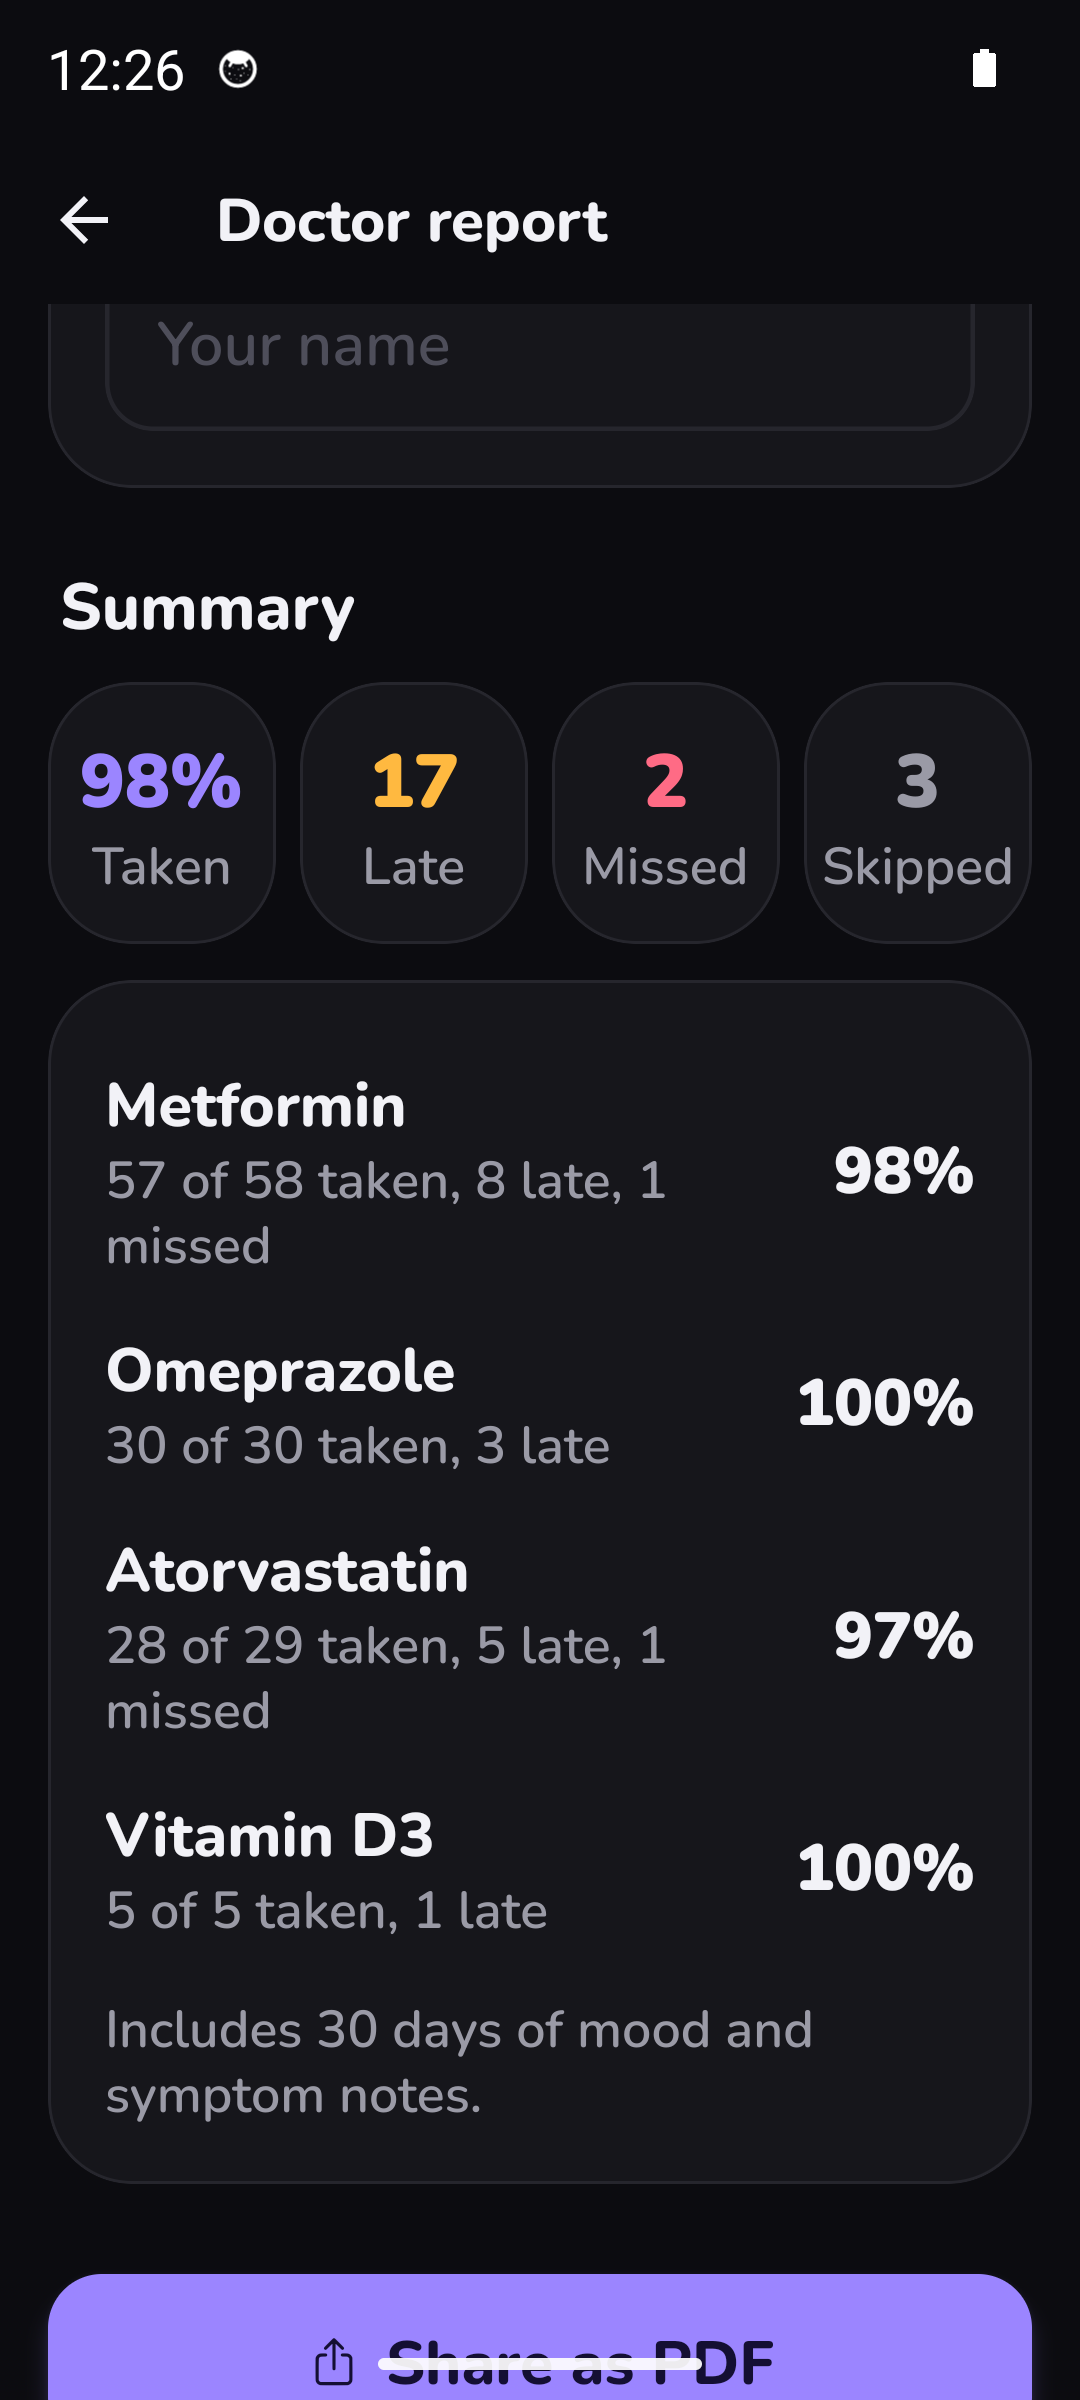 12:26
Doctor report
Your name
Summary
98%
Taken
17
Late
2
Missed
3
Skipped
Metformin
57 of 58 taken, 8 late, 1
missed
98%
Omeprazole
30 of 30 taken, 3 late
100%
Atorvastatin
28 of 29 taken, 5 late, 1
missed
97%
Vitamin D3
5 of 5 taken, 1 late
100%
Includes 30 days of mood and
symptom notes.
Share as PDF